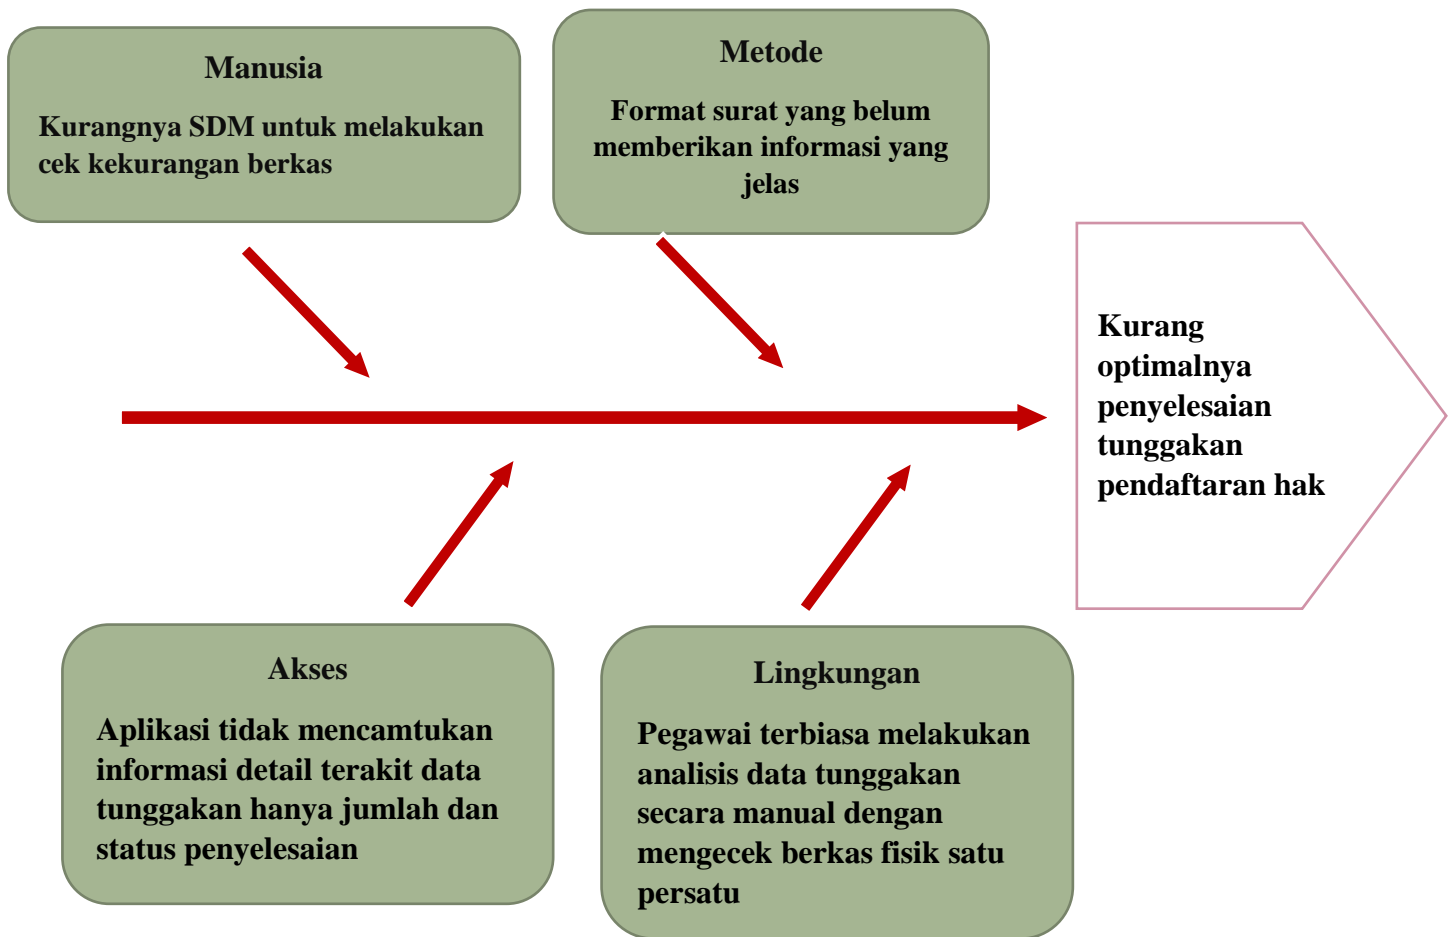 Manusia
Kurangnya SDM untuk melakukan
cek kekurangan berkas
Metode
Format surat yang belum
memberikan informasi yang
jelas
Kurang
optimalnya
penyelesaian
tunggakan
pendaftaran hak
Akses
Aplikasi tidak mencamtukan
informasi detail terakit data
tunggakan hanya jumlah dan
status penyelesaian
Lingkungan
Pegawai terbiasa melakukan
analisis data tunggakan
secara manual dengan
mengecek berkas fisik satu
persatu